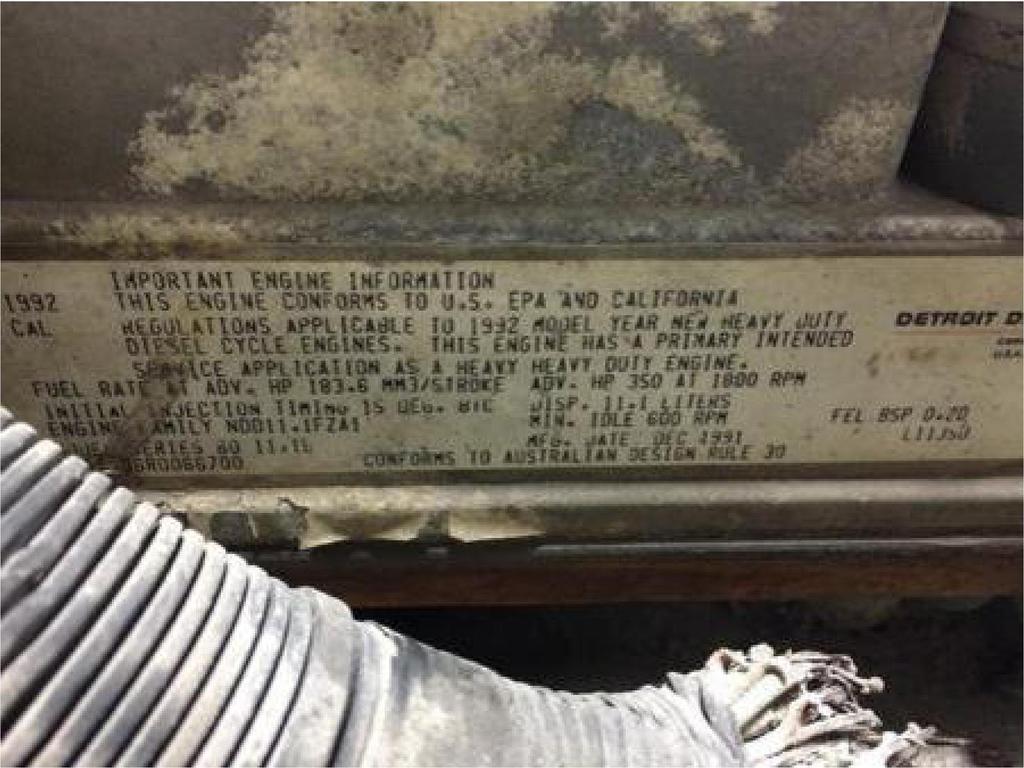 IMPORTANT ENGINE INFORMATION
1992 THIS ENGINE CONFORMS TO U.S. EPA AND CALIFORNIA
CAL REGULATIONS APPLICABLE TO 1992 MODEL YEAR NEW HEAVY DUTY
DETROIT D
DIESEL CYCLE ENGINES. THIS ENGINE HAS A PRIMARY INTENDED
SERVICE APPLICATION AS A HEAVY HEAVY DUTY ENGINE.
FUEL RATE AT ADV. HP 183.6 MM3/STROKE ADV. HP 350 AT 1800 RPM
INITIAL INJECTION TIMING 15 DEG. BTC DISP. 11.1 LITERS
ENGINE FAMILY NDD11.1FZA1 MIN. IDLE 600 RPM FEL BSP 0.20
SERIES 60 11.1L MFG. DATE DEC 1991 L11350
06R0066700 CONFORMS TO AUSTRALIAN DESIGN RULE 30